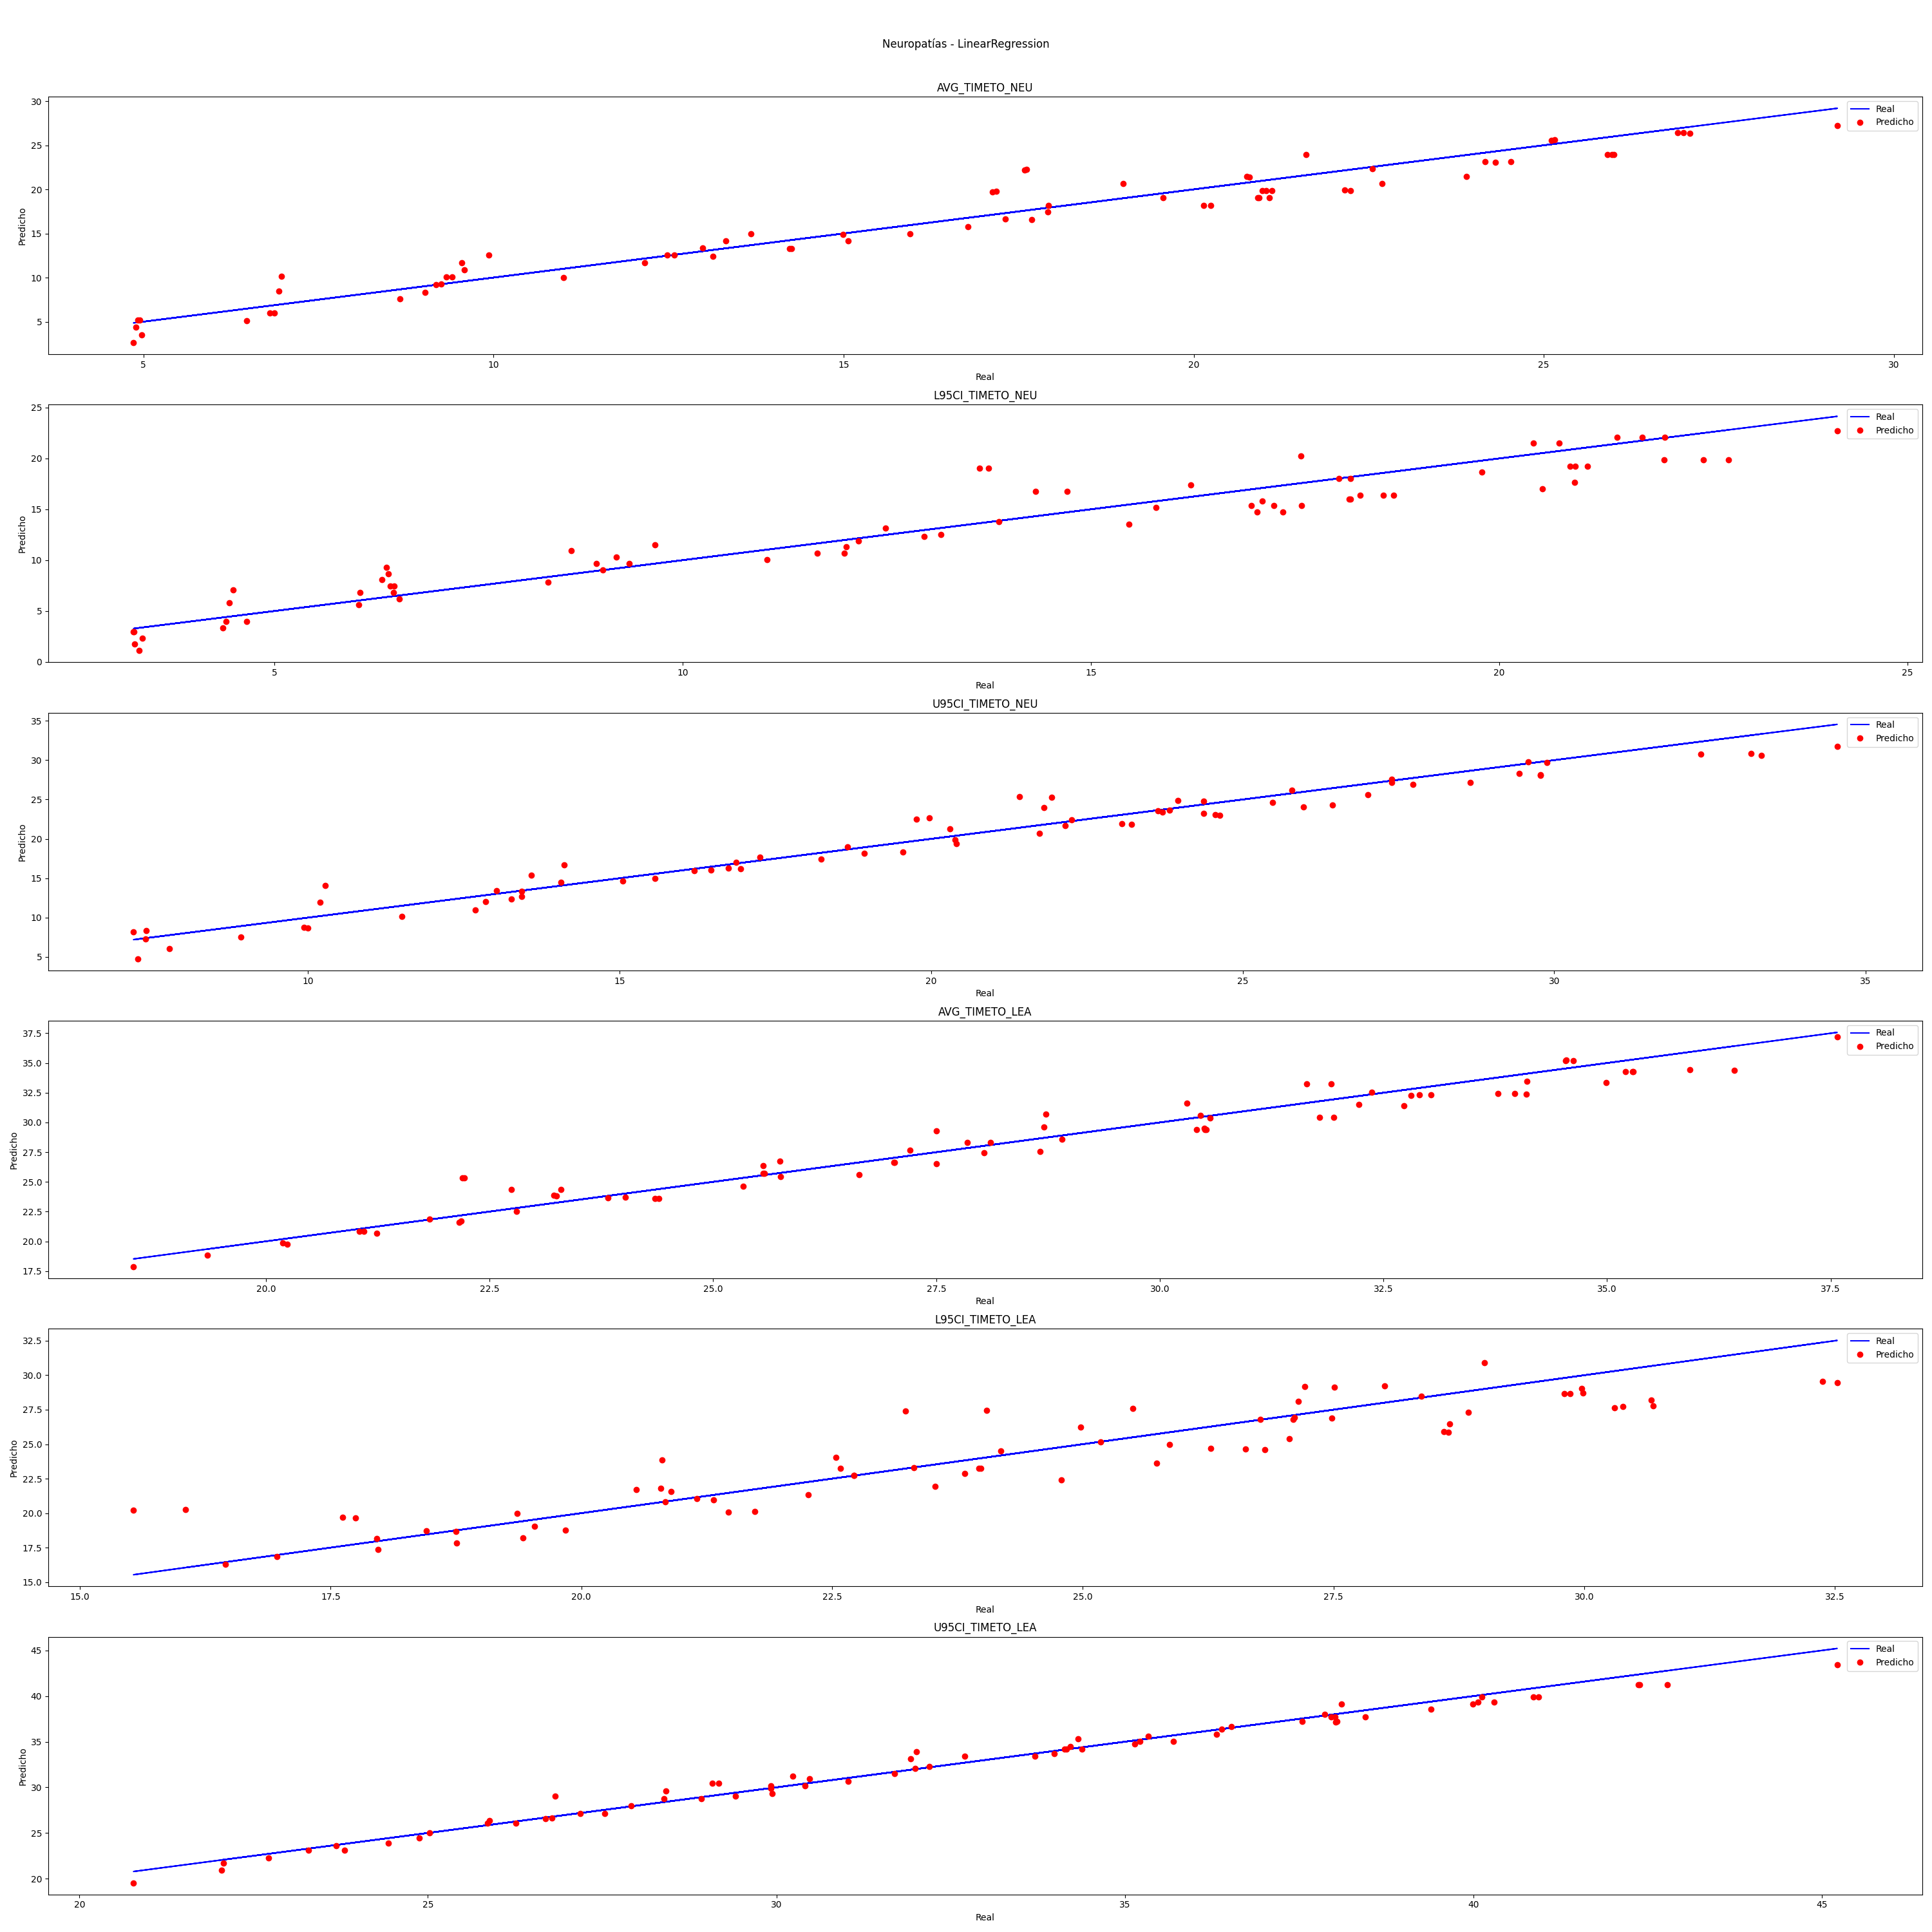 Neuropatías - LinearRegression
AVG_TIMETO_NEU
30
25
20
15
10
5
Predicho
Real
Predicho
5 10 15 20 25 30
Real
L95CI_TIMETO_NEU
25
20
15
10
5
0
Predicho
Real
Predicho
5 10 15 20 25
Real
U95CI_TIMETO_NEU
35
30
25
20
15
10
5
Predicho
Real
Predicho
10 15 20 25 30 35
Real
AVG_TIMETO_LEA
37.5
35.0
32.5
30.0
27.5
25.0
22.5
20.0
17.5
Predicho
Real
Predicho
20.0 22.5 25.0 27.5 30.0 32.5 35.0 37.5
Real
L95CI_TIMETO_LEA
32.5
30.0
27.5
25.0
22.5
20.0
17.5
15.0
Predicho
Real
Predicho
15.0 17.5 20.0 22.5 25.0 27.5 30.0 32.5
Real
U95CI_TIMETO_LEA
45
40
35
30
25
20
Predicho
Real
Predicho
20 25 30 35 40 45
Real